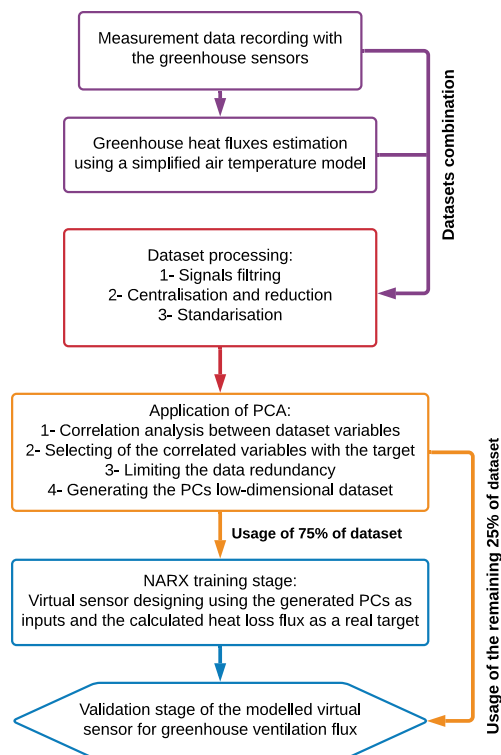 Measurement data recording with
the greenhouse sensors
Greenhouse heat fluxes estimation
using a simplified air temperature model
Datasets combination
Dataset processing:
1- Signals filtring
2- Centralisation and reduction
3- Standarisation
Application of PCA:
1- Correlation analysis between dataset variables
2- Selecting of the correlated variables with the target
3- Limiting the data redundancy
4- Generating the PCs low-dimensional dataset
Usage of 75% of dataset
Usage of the remaining 25% of dataset
NARX training stage:
Virtual sensor designing using the generated PCs as
inputs and the calculated heat loss flux as a real target
Validation stage of the modelled virtual
sensor for greenhouse ventilation flux